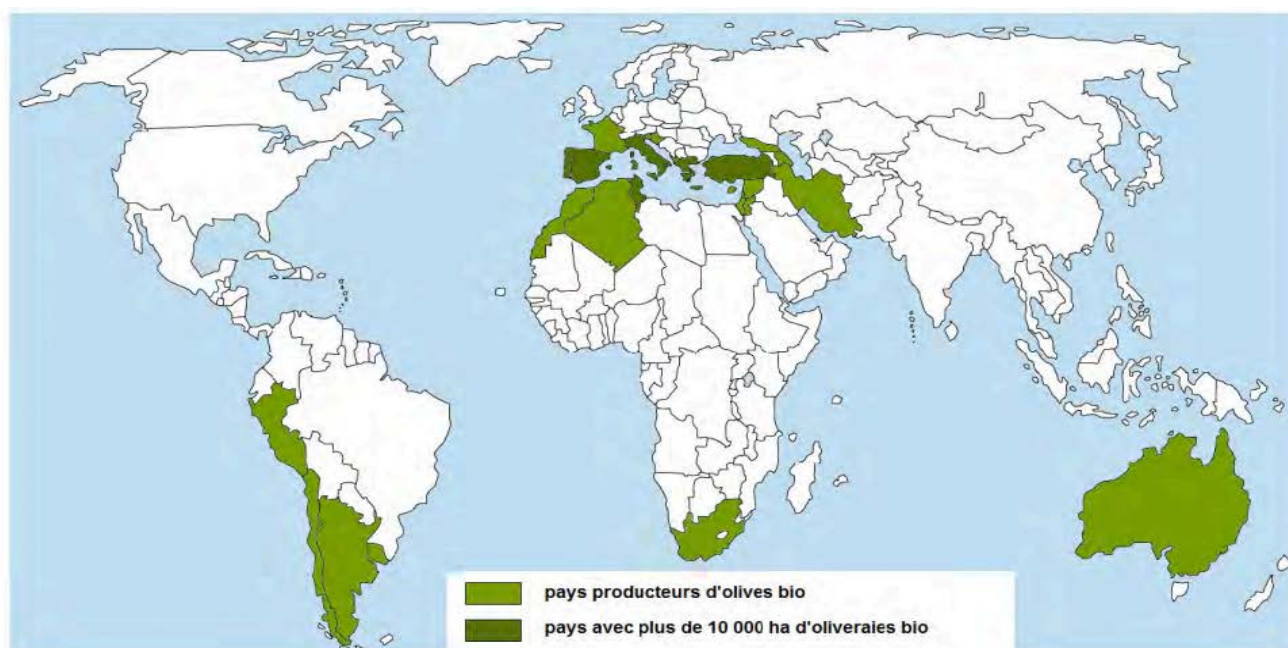 pays producteurs d'olives bio
pays avec plus de 10 000 ha d'oliveraies bio